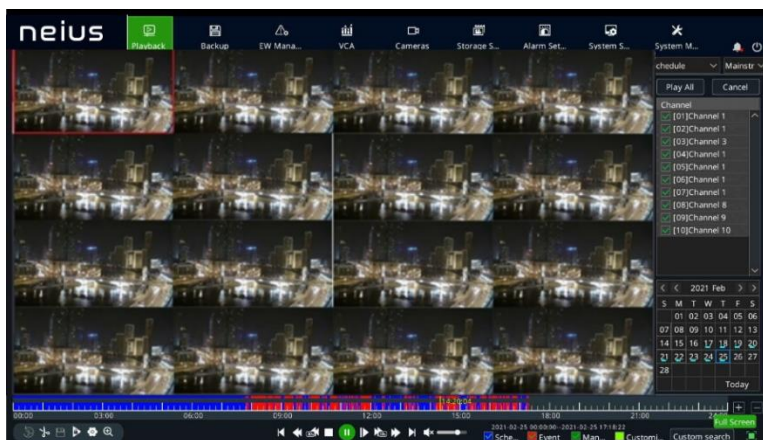 neius
Playback Backup EW Mana... VCA Cameras Storage S... Alarm Set... System S... System M...
chedule Mainstr
Play All Cancel
Channel
[01]Channel 1
[02]Channel 1
[03]Channel 3
[04]Channel 1
[05]Channel 1
[06]Channel 1
[07]Channel 1
[08]Channel 8
[09]Channel 9
[10]Channel 10
2021 Feb
S M T W T F S
01 02 03 04 05 06
07 08 09 10 11 12 13
14 15 16 17 18 19 20
21 22 23 24 25 26 27
28
Today
14:26:04
00:00 03:00 06:00 09:00 12:00 18:00 21:00
Full Screen
2021-02-25 00:00:00--2021-02-25 17:18:22
Sche... Event Man... Customi... Custom search